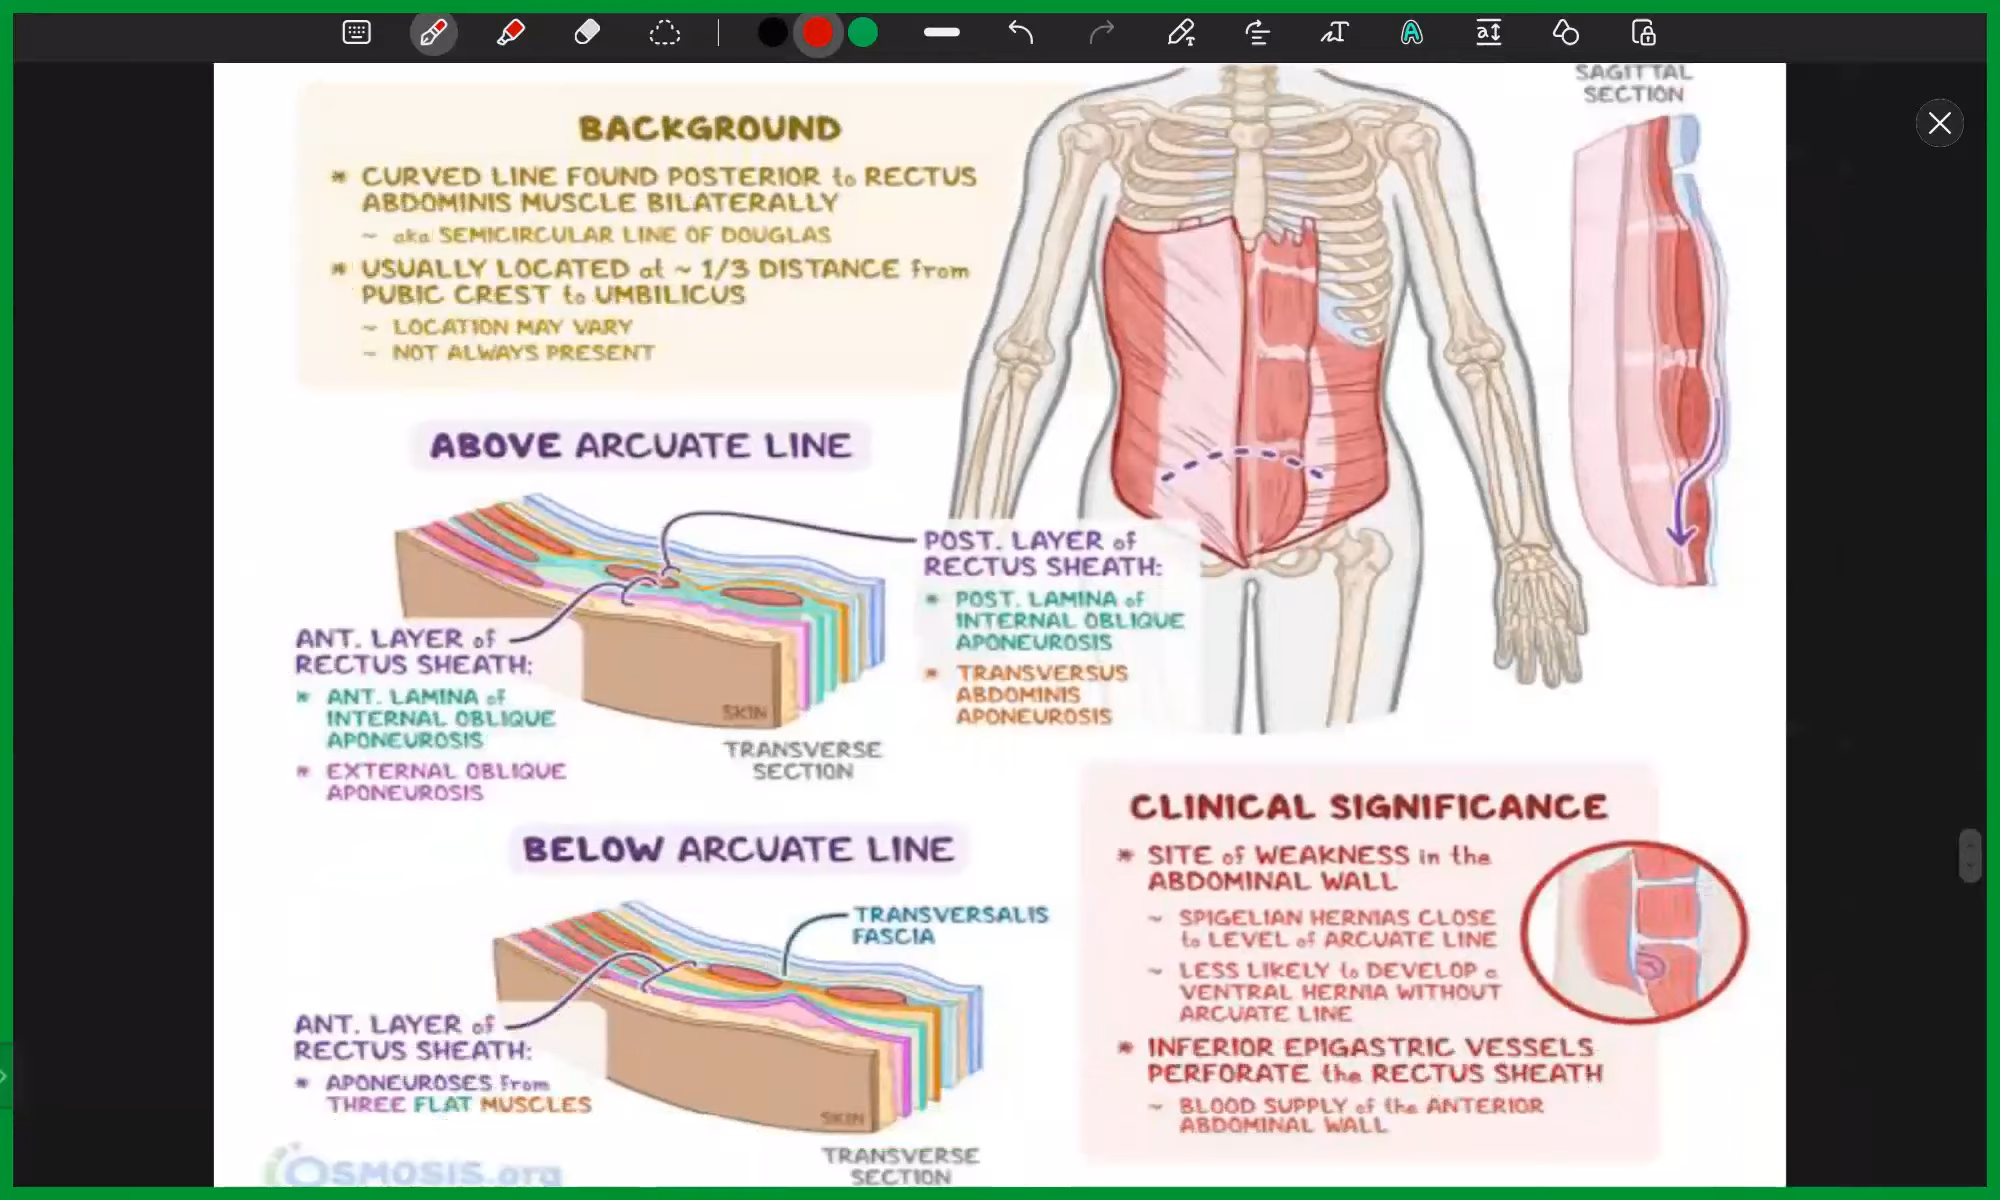 SAGITTAL
SECTION
BACKGROUND
* CURVED LINE FOUND POSTERIOR to RECTUS
ABDOMINIS MUSCLE BILATERALLY
~ aka SEMICIRCULAR LINE OF DOUGLAS
* USUALLY LOCATED at ~ 1/3 DISTANCE from
PUBIC CREST to UMBILICUS
~ LOCATION MAY VARY
~ NOT ALWAYS PRESENT
ABOVE ARCUATE LINE
POST. LAYER of
RECTUS SHEATH:
* POST. LAMINA of
INTERNAL OBLIQUE
APONEUROSIS
* TRANSVERSUS
ABDOMINIS
APONEUROSIS
ANT. LAYER of
RECTUS SHEATH:
* ANT. LAMINA of
INTERNAL OBLIQUE
APONEUROSIS
* EXTERNAL OBLIQUE
APONEUROSIS
SKIN
TRANSVERSE
SECTION
BELOW ARCUATE LINE
TRANSVERSALIS
FASCIA
ANT. LAYER of
RECTUS SHEATH:
* APONEUROSES from
THREE FLAT MUSCLES
SKIN
TRANSVERSE
SECTION
OSMOSIS.org
CLINICAL SIGNIFICANCE
* SITE of WEAKNESS in the
ABDOMINAL WALL
~ SPIGELIAN HERNIAS CLOSE
to LEVEL of ARCUATE LINE
~ LESS LIKELY to DEVELOP a
VENTRAL HERNIA WITHOUT
ARCUATE LINE
* INFERIOR EPIGASTRIC VESSELS
PERFORATE the RECTUS SHEATH
~ BLOOD SUPPLY of the ANTERIOR
ABDOMINAL WALL